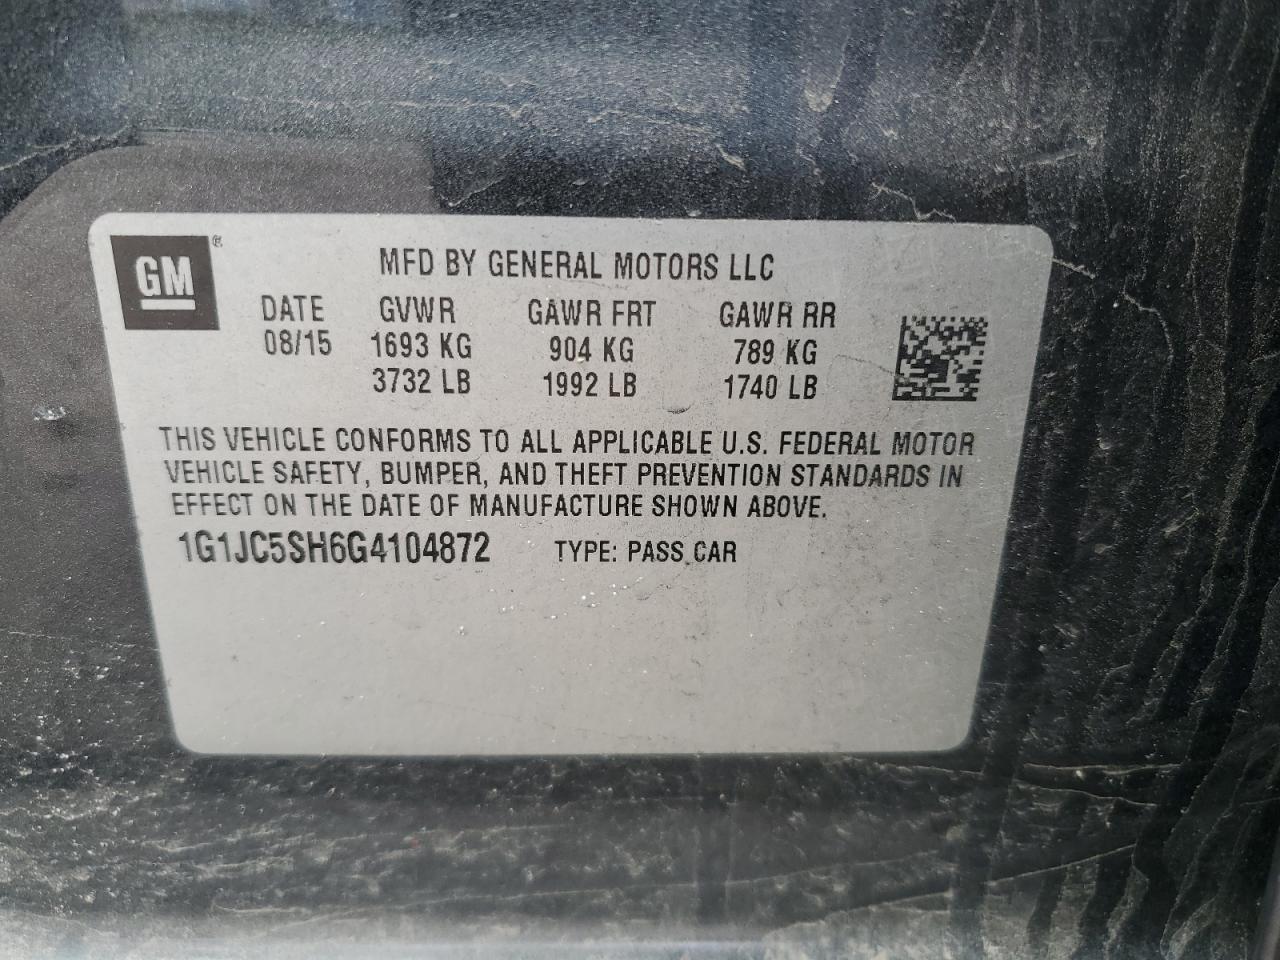 GM ®
MFD BY GENERAL MOTORS LLC
DATE GVWR GAWR FRT GAWR RR
08/15 1693 KG 904 KG 789 KG
3732 LB 1992 LB 1740 LB
THIS VEHICLE CONFORMS TO ALL APPLICABLE U.S. FEDERAL MOTOR
VEHICLE SAFETY, BUMPER, AND THEFT PREVENTION STANDARDS IN
EFFECT ON THE DATE OF MANUFACTURE SHOWN ABOVE.
1G1JC5SH6G4104872 TYPE: PASS CAR